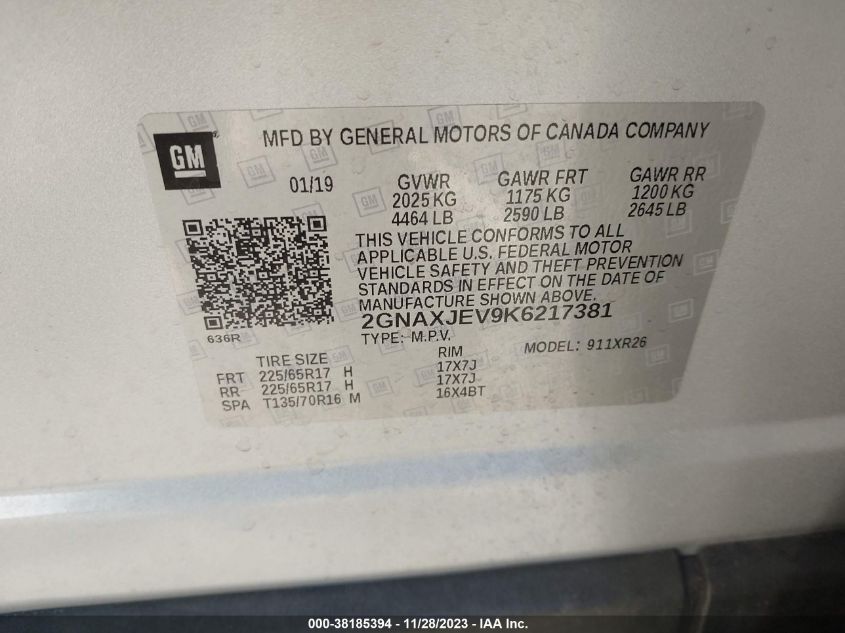 GM
MFD BY GENERAL MOTORS OF CANADA COMPANY
01/19 GVWR GAWR FRT GAWR RR
2025 KG 1175 KG 1200 KG
4464 LB 2590 LB 2645 LB
THIS VEHICLE CONFORMS TO ALL
APPLICABLE U.S. FEDERAL MOTOR
VEHICLE SAFETY AND THEFT PREVENTION
STANDARDS IN EFFECT ON THE DATE OF
MANUFACTURE SHOWN ABOVE.
2GNAXJEV9K6217381
636R TYPE: M.P.V. MODEL: 911XR26
TIRE SIZE RIM
FRT 225/65R17 H 17X7J
RR 225/65R17 H 17X7J
SPA T135/70R16 M 16X4BT
000-38185394 - 11/28/2023 - IAA Inc.